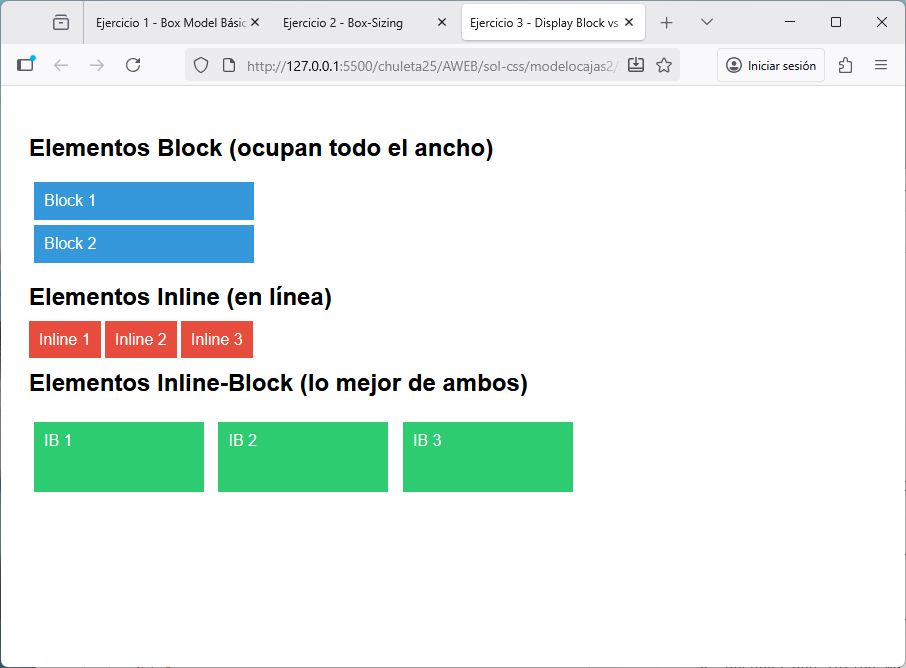 Ejercicio 1 - Box Model Básic
Ejercicio 2 - Box-Sizing
Ejercicio 3 - Display Block vs
http://127.0.0.1:5500/chuleta25/AWEB/sol-css/modelocajas2/
Iniciar sesión
Elementos Block (ocupan todo el ancho)
Block 1
Block 2
Elementos Inline (en línea)
Inline 1 Inline 2 Inline 3
Elementos Inline-Block (lo mejor de ambos)
IB 1 IB 2 IB 3